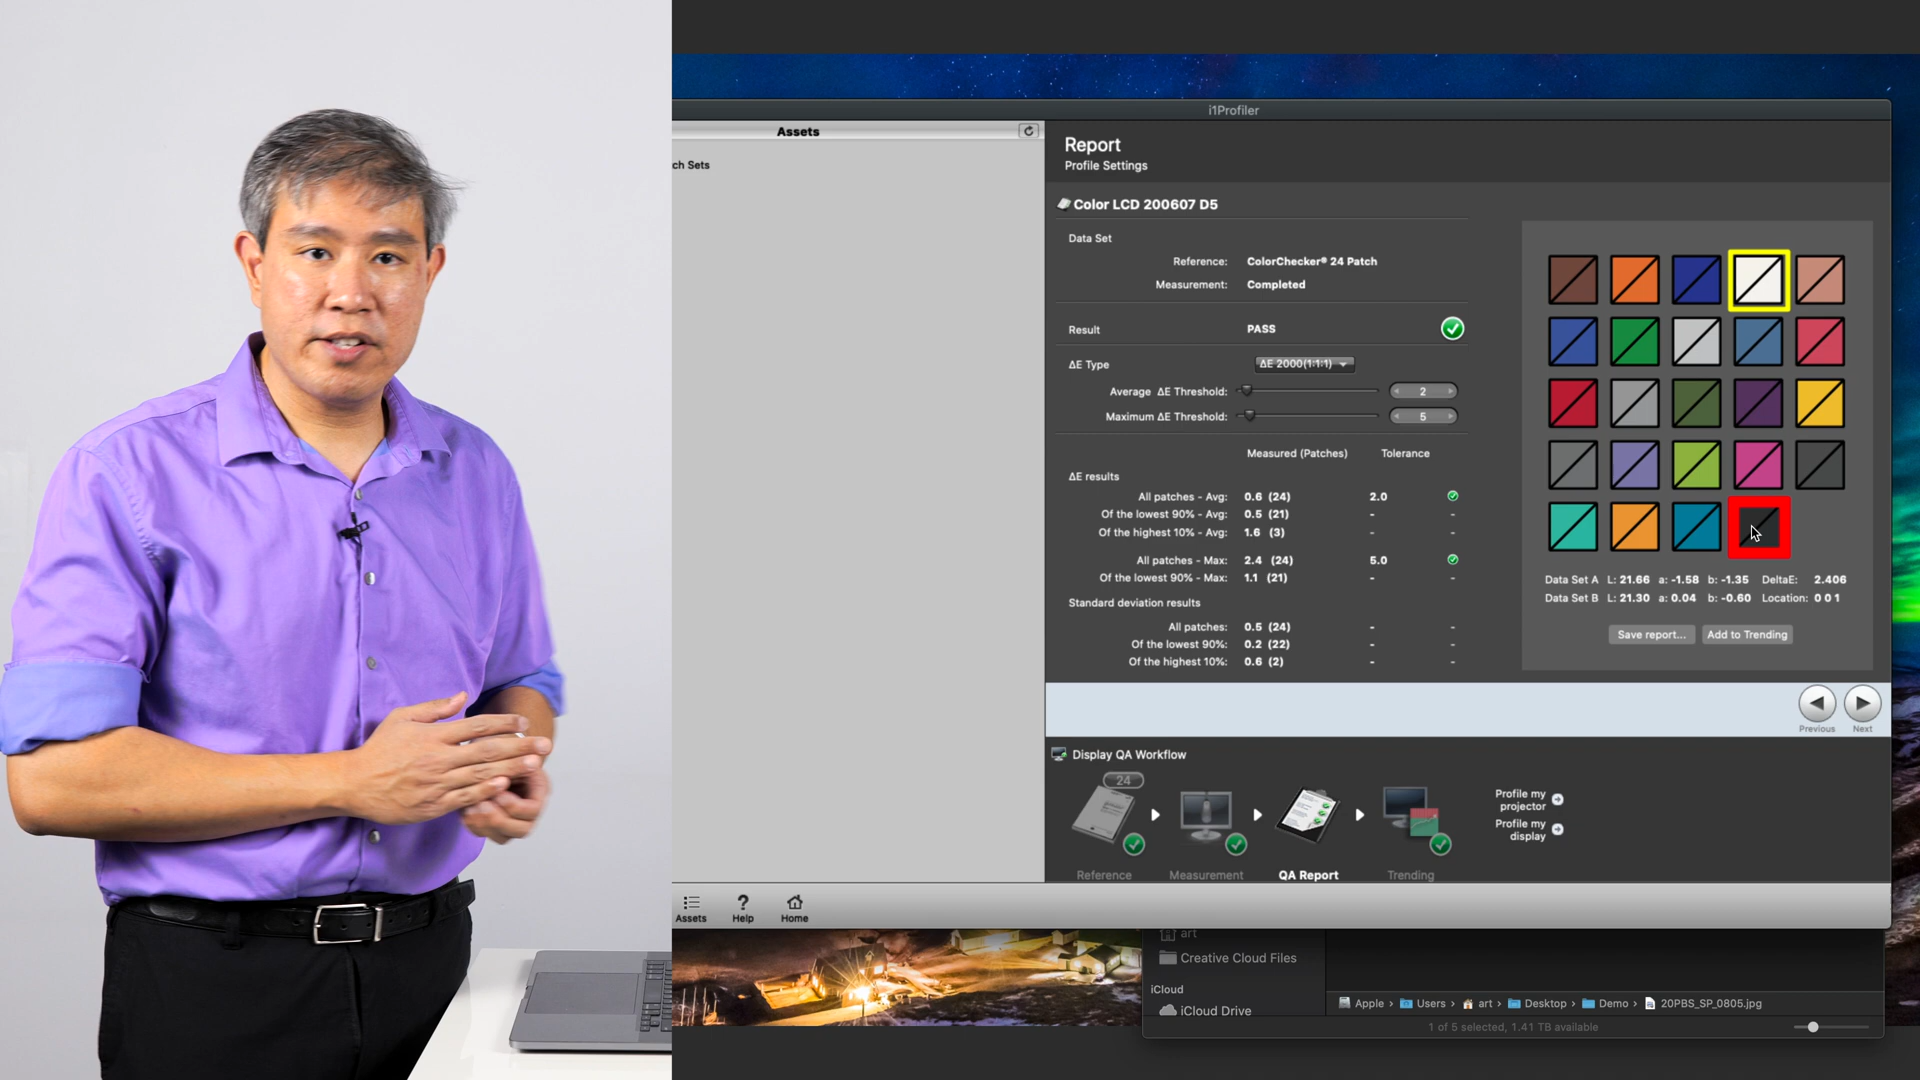 i1Profiler
Assets
ch Sets
Report
Profile Settings
Color LCD 200607 D5
Data Set
Reference: ColorChecker® 24 Patch
Measurement: Completed
Result PASS
ΔE Type ΔE 2000(1:1:1)
Average ΔE Threshold: 2
Maximum ΔE Threshold: 5
Measured (Patches) Tolerance
ΔE results
All patches - Avg: 0.6 (24) 2.0
Of the lowest 90% - Avg: 0.5 (21) - -
Of the highest 10% - Avg: 1.6 (3) - -
All patches - Max: 2.4 (24) 5.0
Of the lowest 90% - Max: 1.1 (21) - -
Standard deviation results
All patches: 0.5 (24) - -
Of the lowest 90%: 0.2 (22) - -
Of the highest 10%: 0.6 (2) - -
Data Set A L: 21.66 a: -1.58 b: -1.35 DeltaE: 2.406
Data Set B L: 21.30 a: 0.04 b: -0.60 Location: 0 0 1
Save report... Add to Trending
Previous Next
Display QA Workflow
24
Profile my
projector
Profile my
display
Reference Measurement QA Report Trending
Assets Help Home
art
Creative Cloud Files
iCloud
iCloud Drive
Apple › Users › art › Desktop › Demo › 20PBS_SP_0805.jpg
1 of 5 selected, 1.41 TB available